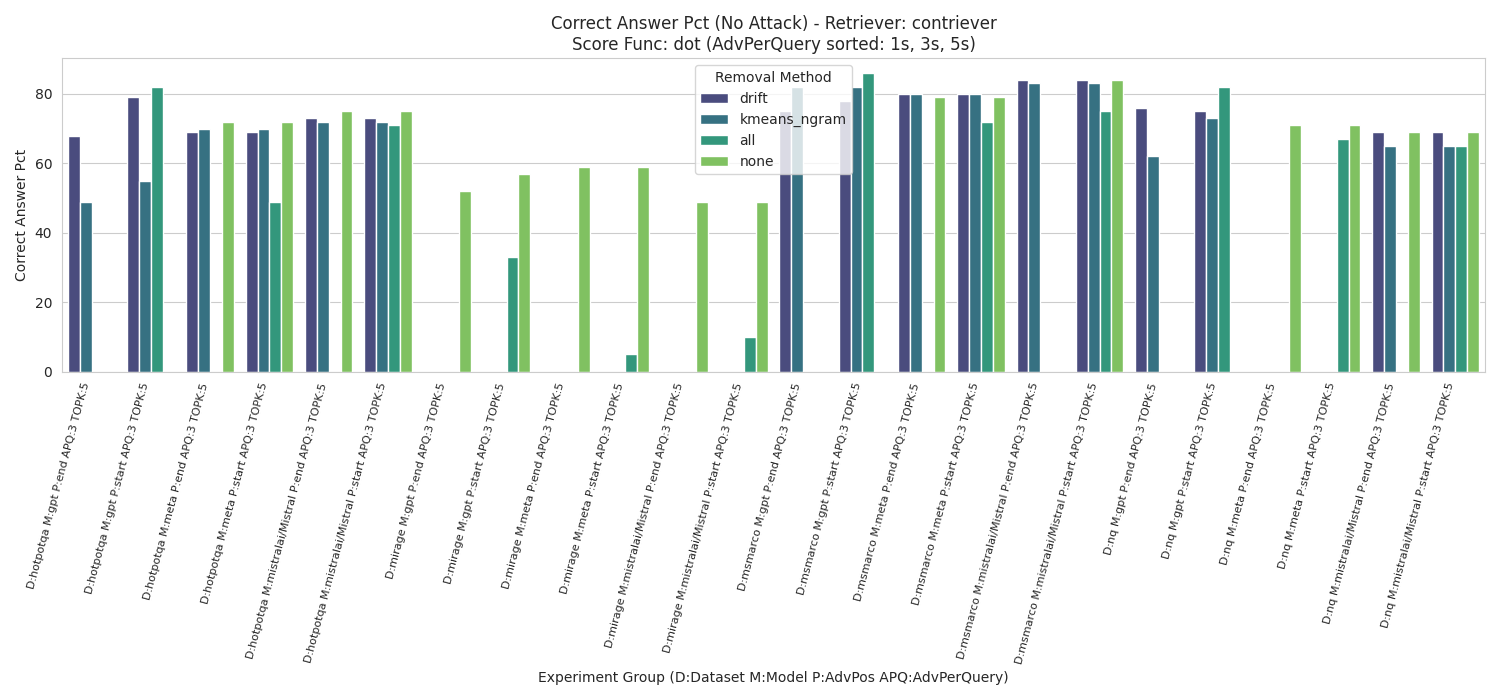 Correct Answer Pct (No Attack) - Retriever: contriever
Score Func: dot (AdvPerQuery sorted: 1s, 3s, 5s)
Removal Method
drift
kmeans_ngram
all
none
Correct Answer Pct
80
60
40
20
0
D:hotpotqa M:gpt P:end APQ:3 TOPK:5
D:hotpotqa M:gpt P:start APQ:3 TOPK:5
D:hotpotqa M:meta P:end APQ:3 TOPK:5
D:hotpotqa M:meta P:start APQ:3 TOPK:5
D:hotpotqa M:mistralai/Mistral P:end APQ:3 TOPK:5
D:hotpotqa M:mistralai/Mistral P:start APQ:3 TOPK:5
D:mirage M:gpt P:end APQ:3 TOPK:5
D:mirage M:gpt P:start APQ:3 TOPK:5
D:mirage M:meta P:end APQ:3 TOPK:5
D:mirage M:meta P:start APQ:3 TOPK:5
D:mirage M:mistralai/Mistral P:end APQ:3 TOPK:5
D:mirage M:mistralai/Mistral P:start APQ:3 TOPK:5
D:msmarco M:gpt P:end APQ:3 TOPK:5
D:msmarco M:gpt P:start APQ:3 TOPK:5
D:msmarco M:meta P:end APQ:3 TOPK:5
D:msmarco M:meta P:start APQ:3 TOPK:5
D:msmarco M:mistralai/Mistral P:end APQ:3 TOPK:5
D:msmarco M:mistralai/Mistral P:start APQ:3 TOPK:5
D:nq M:gpt P:end APQ:3 TOPK:5
D:nq M:gpt P:start APQ:3 TOPK:5
D:nq M:meta P:end APQ:3 TOPK:5
D:nq M:meta P:start APQ:3 TOPK:5
D:nq M:mistralai/Mistral P:end APQ:3 TOPK:5
D:nq M:mistralai/Mistral P:start APQ:3 TOPK:5
Experiment Group (D:Dataset M:Model P:AdvPos APQ:AdvPerQuery)